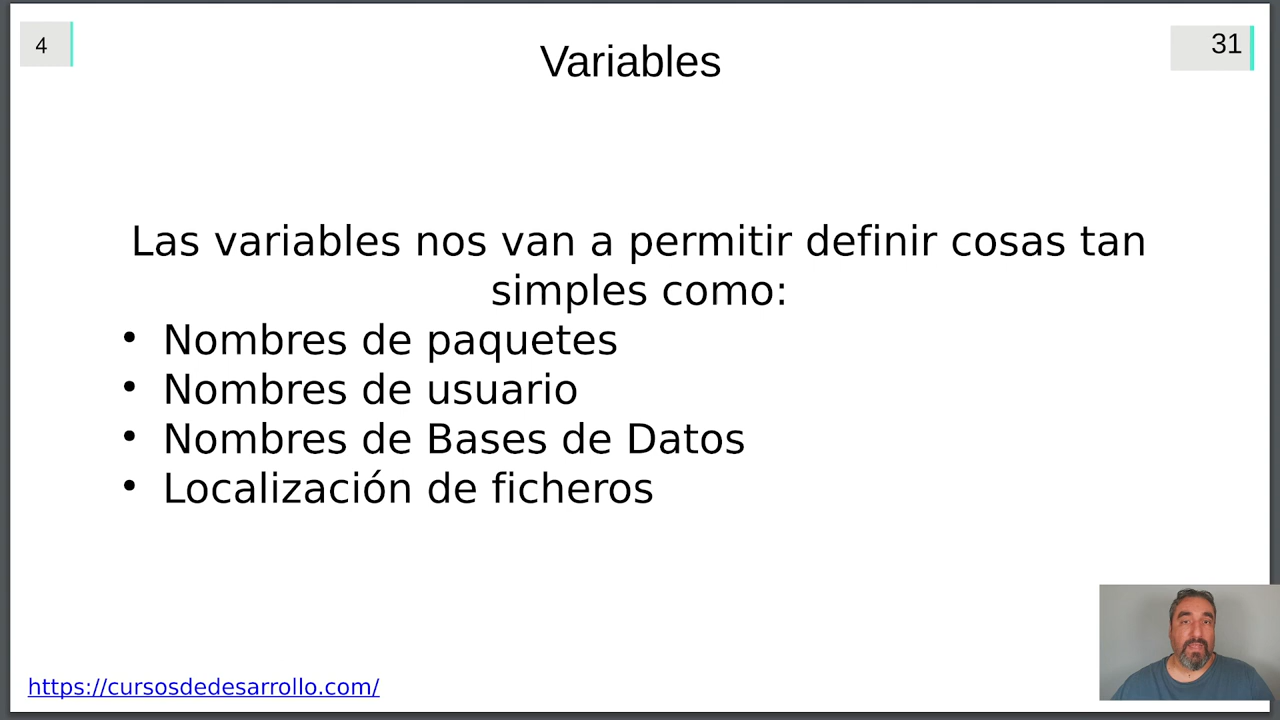 4
31
Variables
Las variables nos van a permitir definir cosas tan
simples como:
• Nombres de paquetes
• Nombres de usuario
• Nombres de Bases de Datos
• Localización de ficheros
https://cursosdedesarrollo.com/